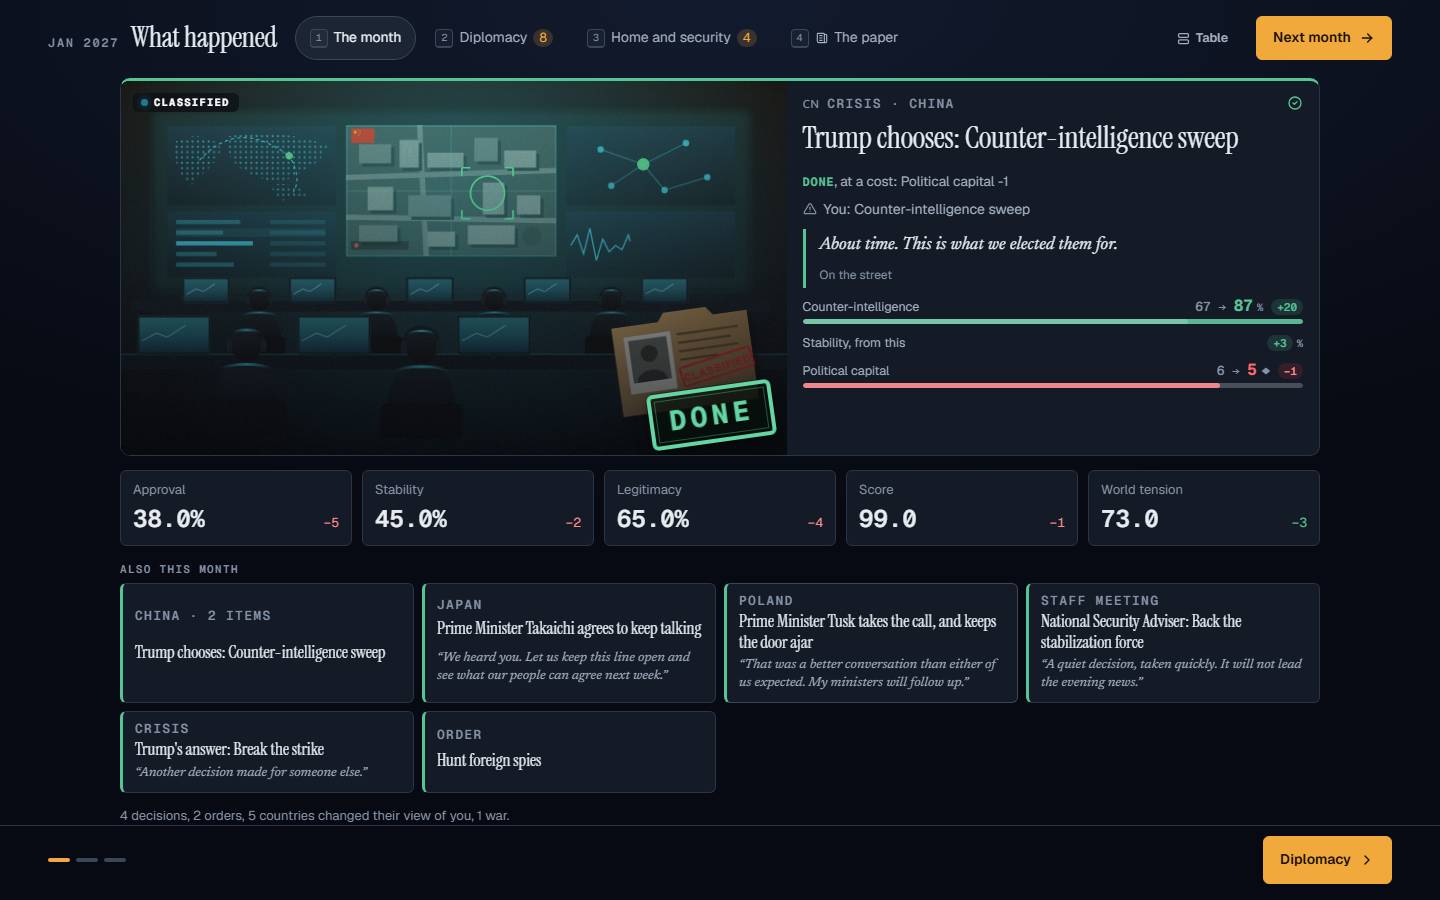 JAN 2027 What happened
1 The month
2 Diplomacy 8
3 Home and security 4
4 The paper
Table
Next month →
CLASSIFIED
CLASSIFIED
DONE
CN CRISIS · CHINA
Trump chooses: Counter-intelligence sweep
DONE, at a cost: Political capital -1
You: Counter-intelligence sweep
About time. This is what we elected them for.
On the street
Counter-intelligence 67 → 87 % +20
Stability, from this +3 %
Political capital 6 → 5 ◆ −1
Approval
38.0% −5
Stability
45.0% −2
Legitimacy
65.0% −4
Score
99.0 −1
World tension
73.0 −3
ALSO THIS MONTH
CHINA · 2 ITEMS
Trump chooses: Counter-intelligence sweep
JAPAN
Prime Minister Takaichi agrees to keep talking
“We heard you. Let us keep this line open and
see what our people can agree next week.”
POLAND
Prime Minister Tusk takes the call, and keeps
the door ajar
“That was a better conversation than either of
us expected. My ministers will follow up.”
STAFF MEETING
National Security Adviser: Back the
stabilization force
“A quiet decision, taken quickly. It will not lead
the evening news.”
CRISIS
Trump's answer: Break the strike
“Another decision made for someone else.”
ORDER
Hunt foreign spies
4 decisions, 2 orders, 5 countries changed their view of you, 1 war.
Diplomacy